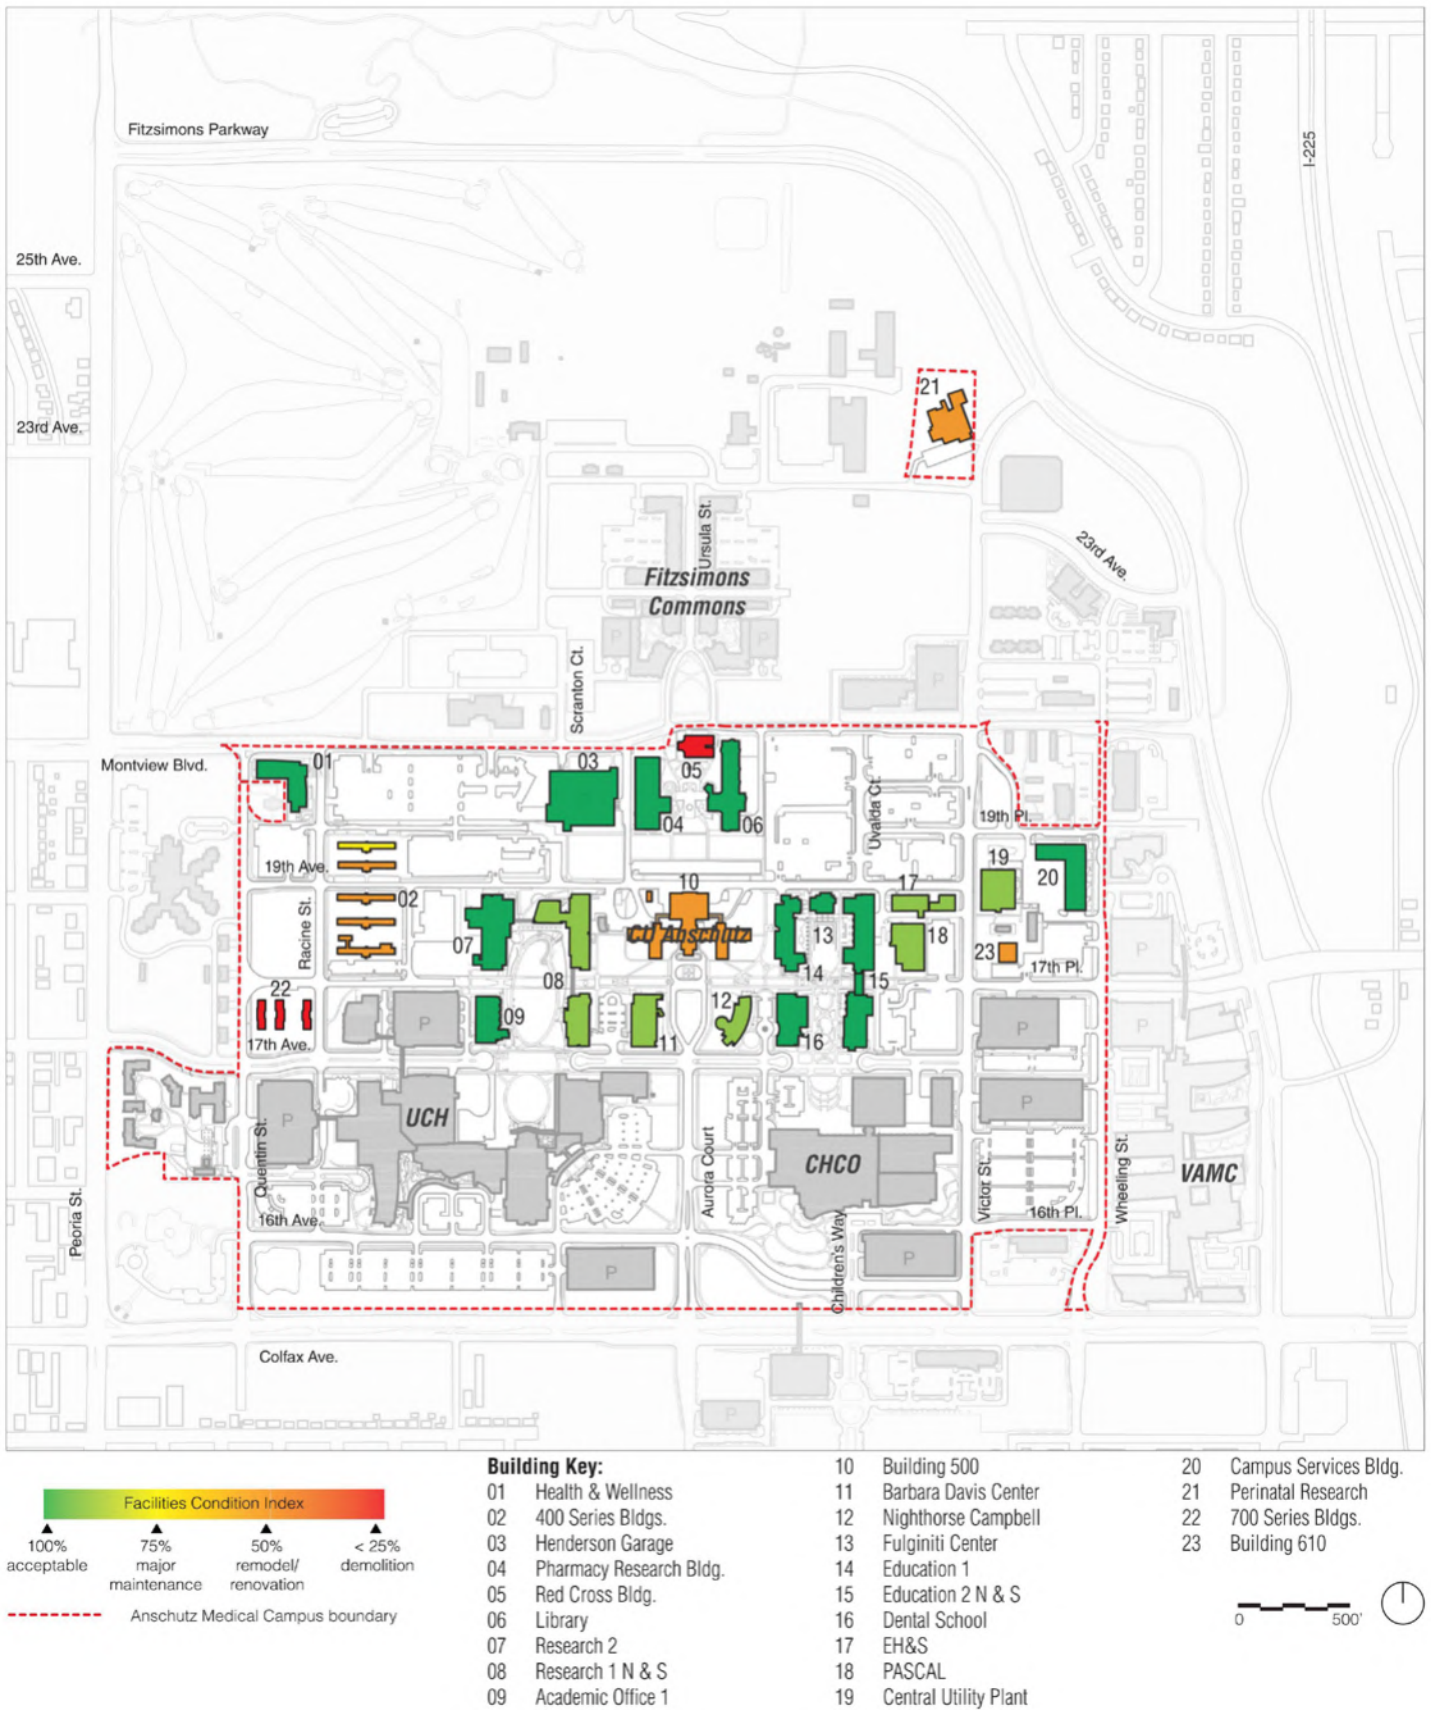 Fitzsimons Parkway
I-225
25th Ave.
21
23rd Ave.
Ursula St.
23rd Ave.
Fitzsimons
Commons
P
P
Scranton Ct.
P
Montview Blvd.
01
03
05
04
06
Uvalda Ct.
19th Pl.
19th Ave.
19
20
10
17
02
Racine St.
07
CU Anschutz
13
18
23
P
17th Pl.
08
14
15
22
09
12
P
11
16
P
P
17th Ave.
P
UCH
P
Quentin St.
Aurora Court
CHCO
Victor St.
Wheeling St.
VAMC
Peoria St.
16th Ave.
16th Pl.
Children's Way
P
P
Colfax Ave.
P
Facilities Condition Index
100%
acceptable
75%
major
maintenance
50%
remodel/
renovation
< 25%
demolition
Anschutz Medical Campus boundary
Building Key:
01 Health & Wellness
02 400 Series Bldgs.
03 Henderson Garage
04 Pharmacy Research Bldg.
05 Red Cross Bldg.
06 Library
07 Research 2
08 Research 1 N & S
09 Academic Office 1
10 Building 500
11 Barbara Davis Center
12 Nighthorse Campbell
13 Fulginiti Center
14 Education 1
15 Education 2 N & S
16 Dental School
17 EH&S
18 PASCAL
19 Central Utility Plant
20 Campus Services Bldg.
21 Perinatal Research
22 700 Series Bldgs.
23 Building 610
0 500'